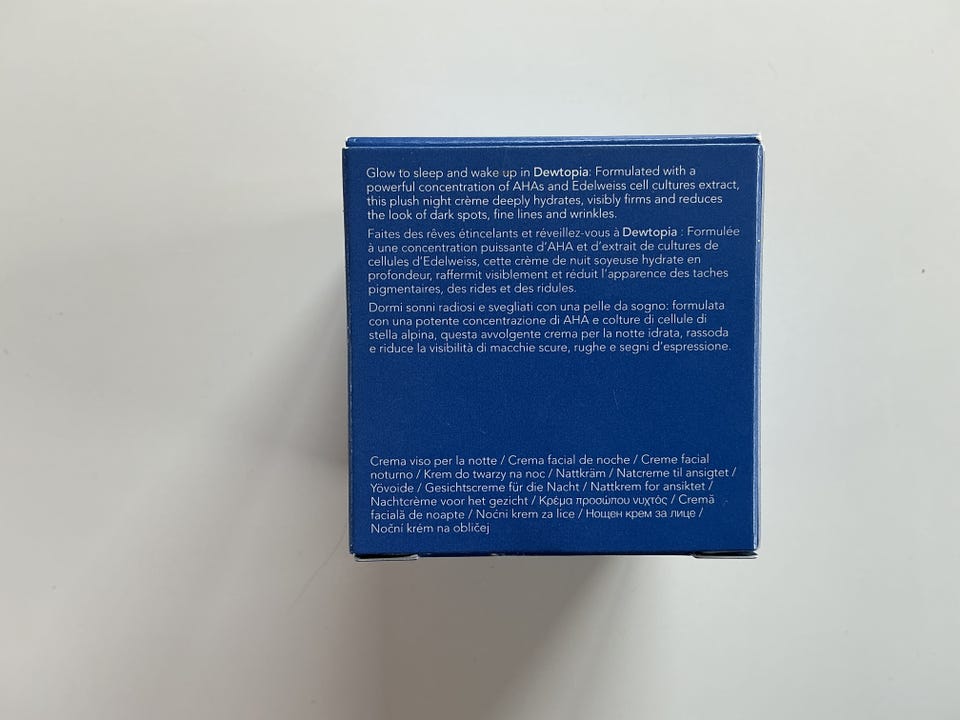 Glow to sleep and wake up in Dewtopia: Formulated with a
powerful concentration of AHAs and Edelweiss cell cultures extract,
this plush night crème deeply hydrates, visibly firms and reduces
the look of dark spots, fine lines and wrinkles.
Faites des rêves étincelants et réveillez-vous à Dewtopia : Formulée
à une concentration puissante d'AHA et d'extrait de cultures de
cellules d'Edelweiss, cette crème de nuit soyeuse hydrate en
profondeur, raffermit visiblement et réduit l'apparence des taches
pigmentaires, des rides et des ridules.
Dormi sonni radiosi e svegliati con una pelle da sogno: formulata
con una potente concentrazione di AHA e colture di cellule di
stella alpina, questa avvolgente crema per la notte idrata, rassoda
e riduce la visibilità di macchie scure, rughe e segni d'espressione.
Crema viso per la notte / Crema facial de noche / Creme facial
noturno / Krem do twarzy na noc / Nattkräm / Natcreme til ansigtet /
Yövoide / Gesichtscreme für die Nacht / Nattkrem for ansiktet /
Nachtcrème voor het gezicht / Κρέμα προσώπου νυχτός / Cremă
facială de noapte / Noćni krem za lice / Нощен крем за лице /
Noční krém na obličej